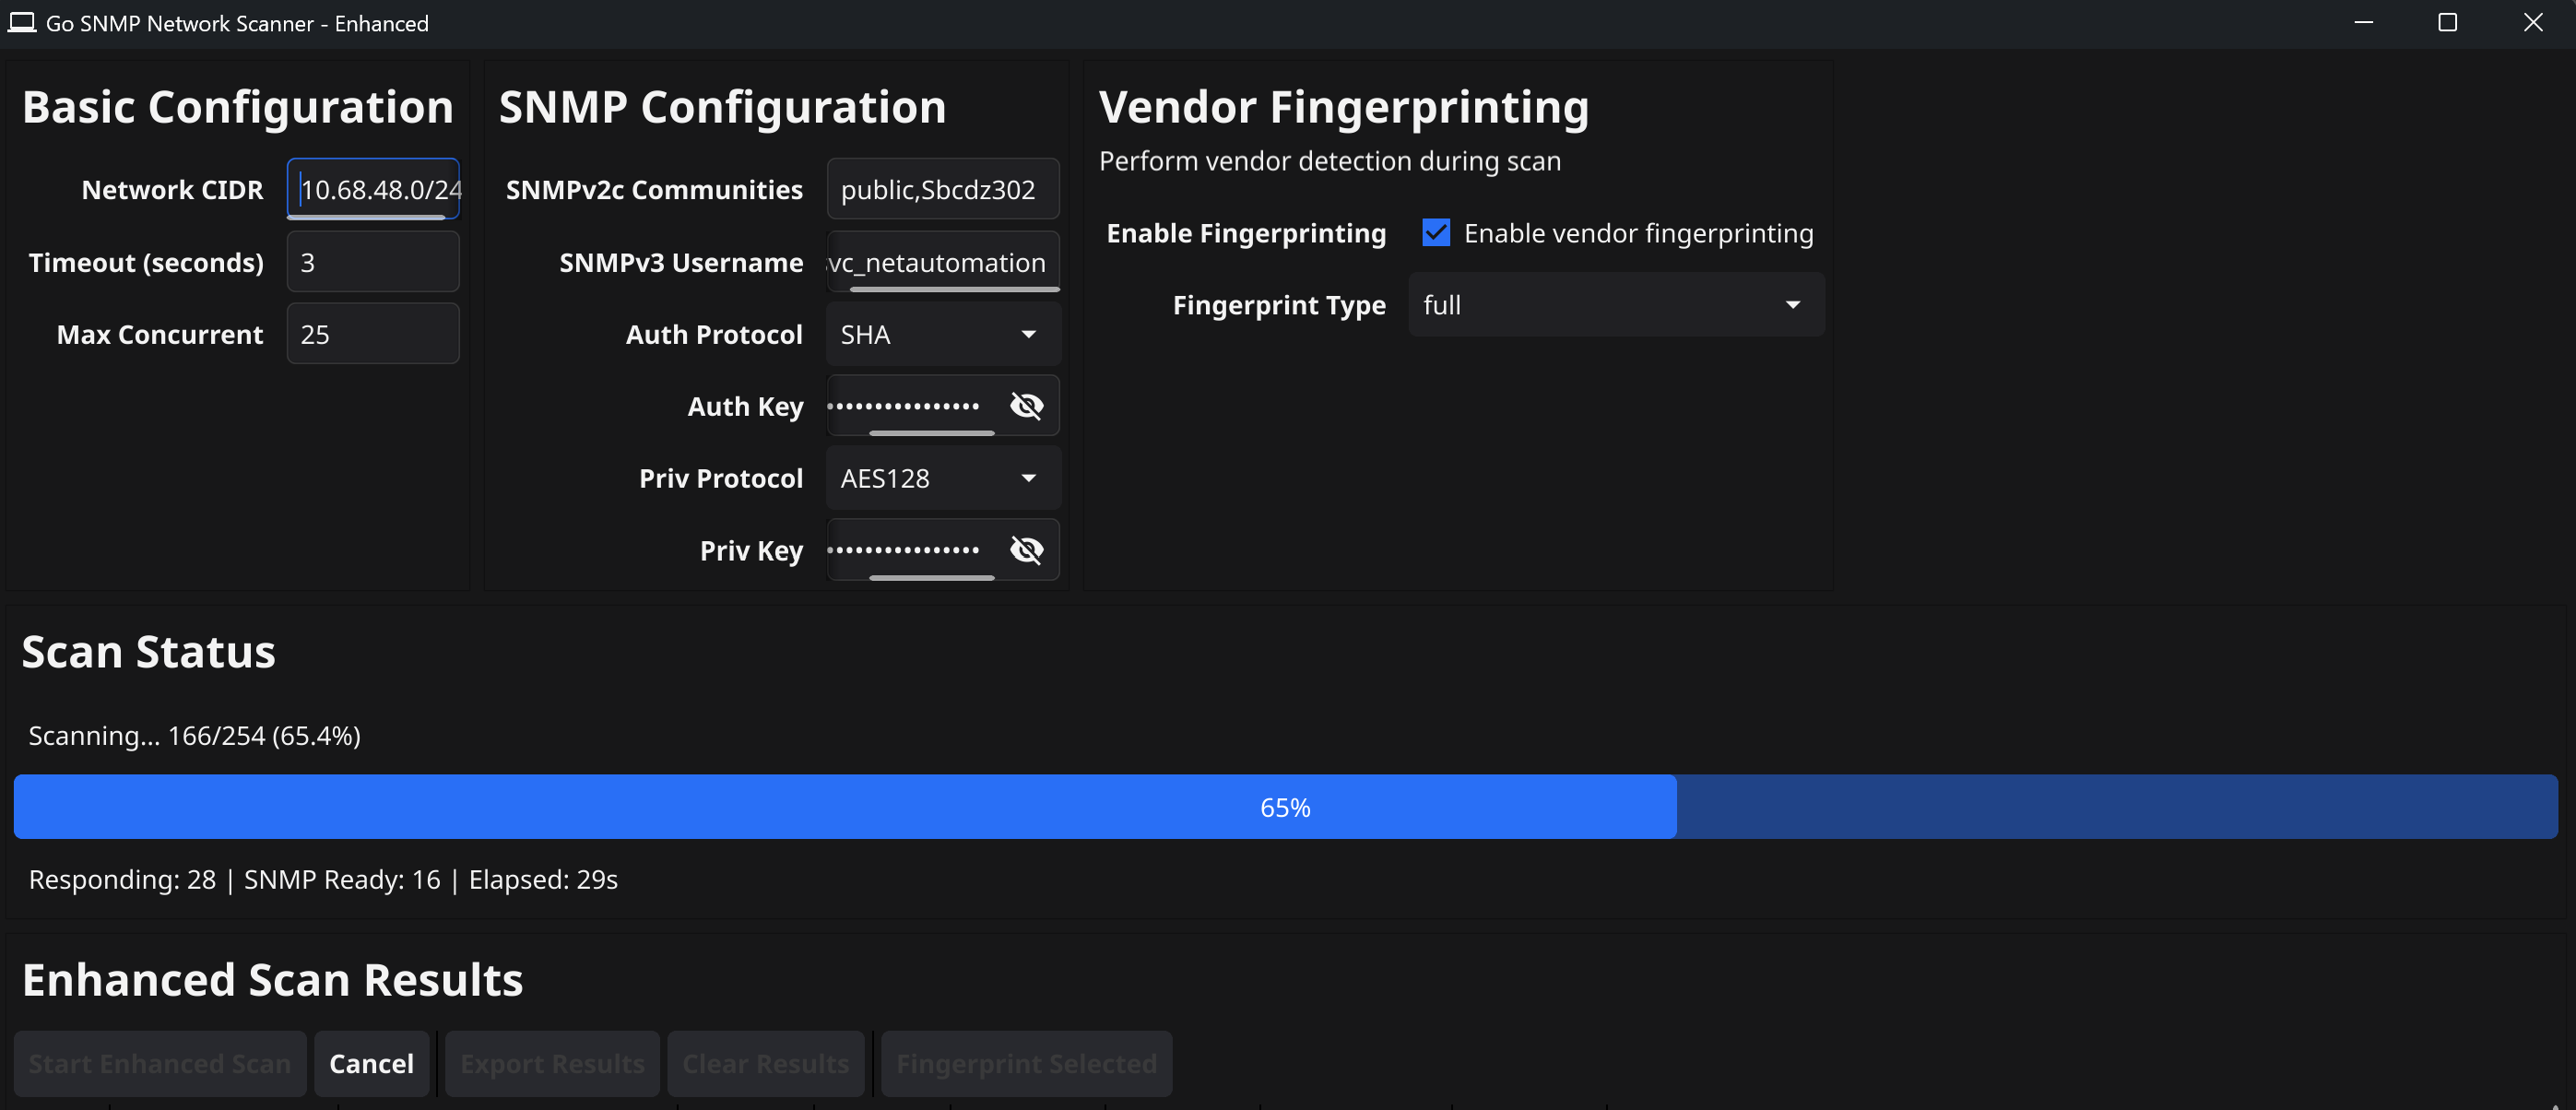 Go SNMP Network Scanner - Enhanced
Basic Configuration
Network CIDR 10.68.48.0/24
Timeout (seconds) 3
Max Concurrent 25
SNMP Configuration
SNMPv2c Communities public,Sbcdz302
SNMPv3 Username vc_netautomation
Auth Protocol SHA
Auth Key ••••••••••••••••
Priv Protocol AES128
Priv Key ••••••••••••••••
Vendor Fingerprinting
Perform vendor detection during scan
Enable Fingerprinting Enable vendor fingerprinting
Fingerprint Type full
Scan Status
Scanning... 166/254 (65.4%)
65%
Responding: 28 | SNMP Ready: 16 | Elapsed: 29s
Enhanced Scan Results
Start Enhanced Scan Cancel Export Results Clear Results Fingerprint Selected